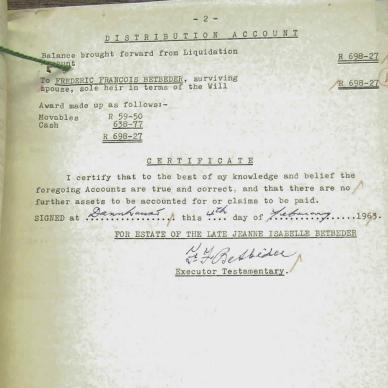 - 2 -
DISTRIBUTION ACCOUNT
Balance brought forward from Liquidation R 698-27
Account
To FREDERIC FRANCOIS BETBEDER, surviving R 698-27
spouse, sole heir in terms of the Will
Award made up as follows:-
Movables R 59-50
Cash 638-77
R 698-27
CERTIFICATE
I certify that to the best of my knowledge and belief the
foregoing Accounts are true and correct, and that there are no
further assets to be accounted for or claims to be paid.
SIGNED at Dannhauser this 4th day of February 1963.
FOR ESTATE OF THE LATE JEANNE ISABELLE BETBEDER
F. F. Betbeder
Executor Testamentary.